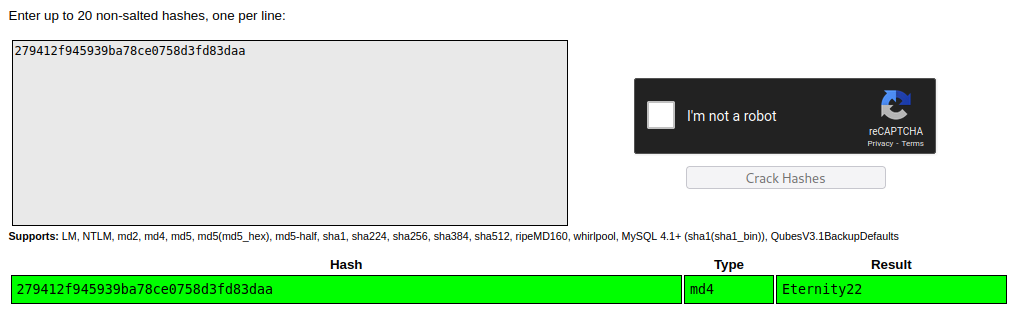 Enter up to 20 non-salted hashes, one per line:
279412f945939ba78ce0758d3fd83daa
I'm not a robot
reCAPTCHA
Privacy - Terms
Crack Hashes
Supports: LM, NTLM, md2, md4, md5, md5(md5_hex), md5-half, sha1, sha224, sha256, sha384, sha512, ripeMD160, whirlpool, MySQL 4.1+ (sha1(sha1_bin)), QubesV3.1BackupDefaults
Hash Type Result
279412f945939ba78ce0758d3fd83daa md4 Eternity22